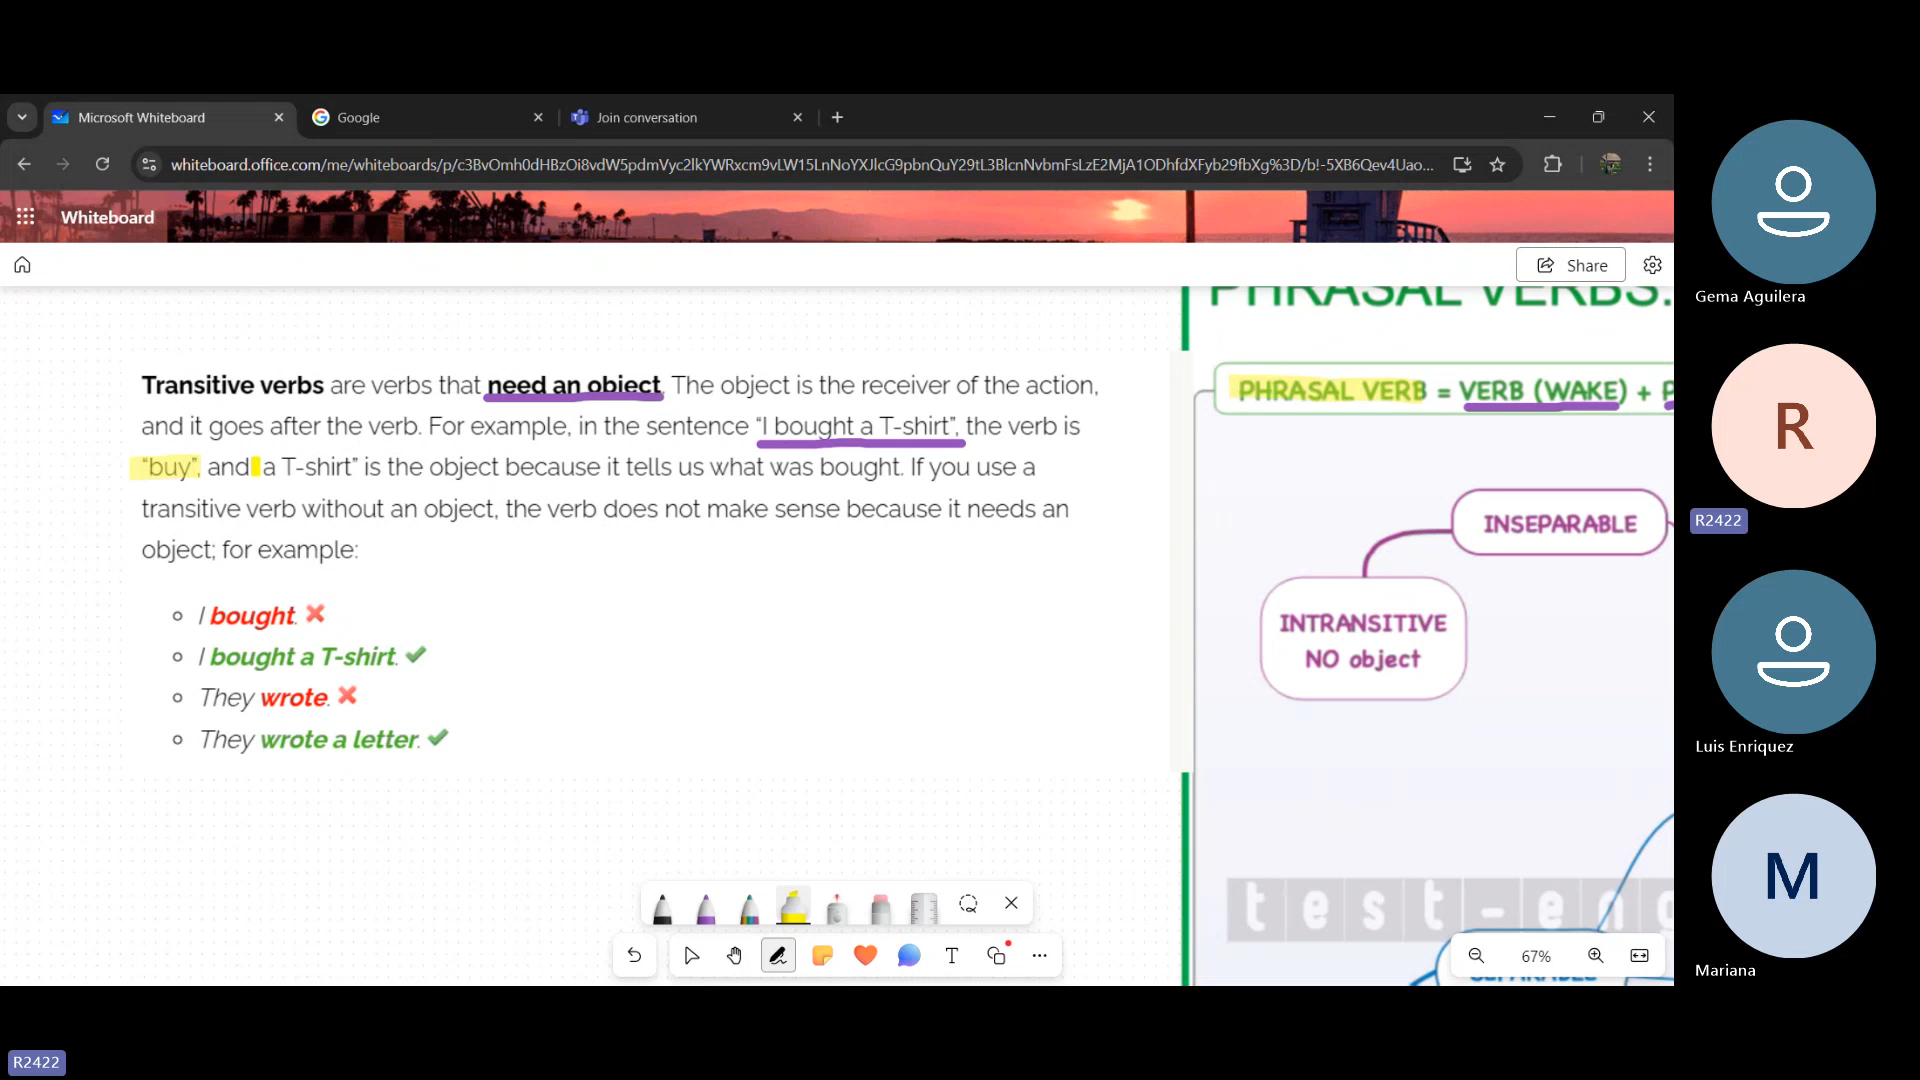 Microsoft Whiteboard
Google
Join conversation
whiteboard.office.com/me/whiteboards/p/c3BvOmh0dHBzOi8vdW5pdmVyc2lkYWRxcm9vLW15LnNoYXJlcG9pbnQuY29tL3BlcnNvbmFsLzE2MjA1ODhfdXFyb29fbXg%3D/b!-5XB6Qev4Uao...
Whiteboard
Share
PHRASAL VERBS:
Transitive verbs are verbs that need an object. The object is the receiver of the action,
and it goes after the verb. For example, in the sentence “I bought a T-shirt”, the verb is
“buy”, and a T-shirt” is the object because it tells us what was bought. If you use a
transitive verb without an object, the verb does not make sense because it needs an
object; for example:
I bought.
I bought a T-shirt.
They wrote.
They wrote a letter.
PHRASAL VERB = VERB (WAKE) + P
INSEPARABLE
INTRANSITIVE
NO object
test-eng
SEPARABLE
67%
Gema Aguilera
R
R2422
Luis Enriquez
M
Mariana
R2422